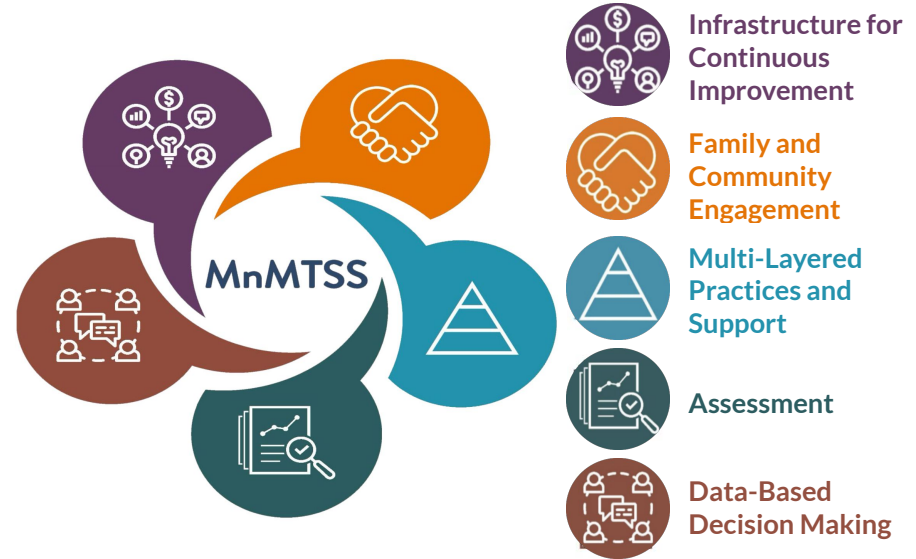 MnMTSS
Infrastructure for
Continuous
Improvement
Family and
Community
Engagement
Multi-Layered
Practices and
Support
Assessment
Data-Based
Decision Making